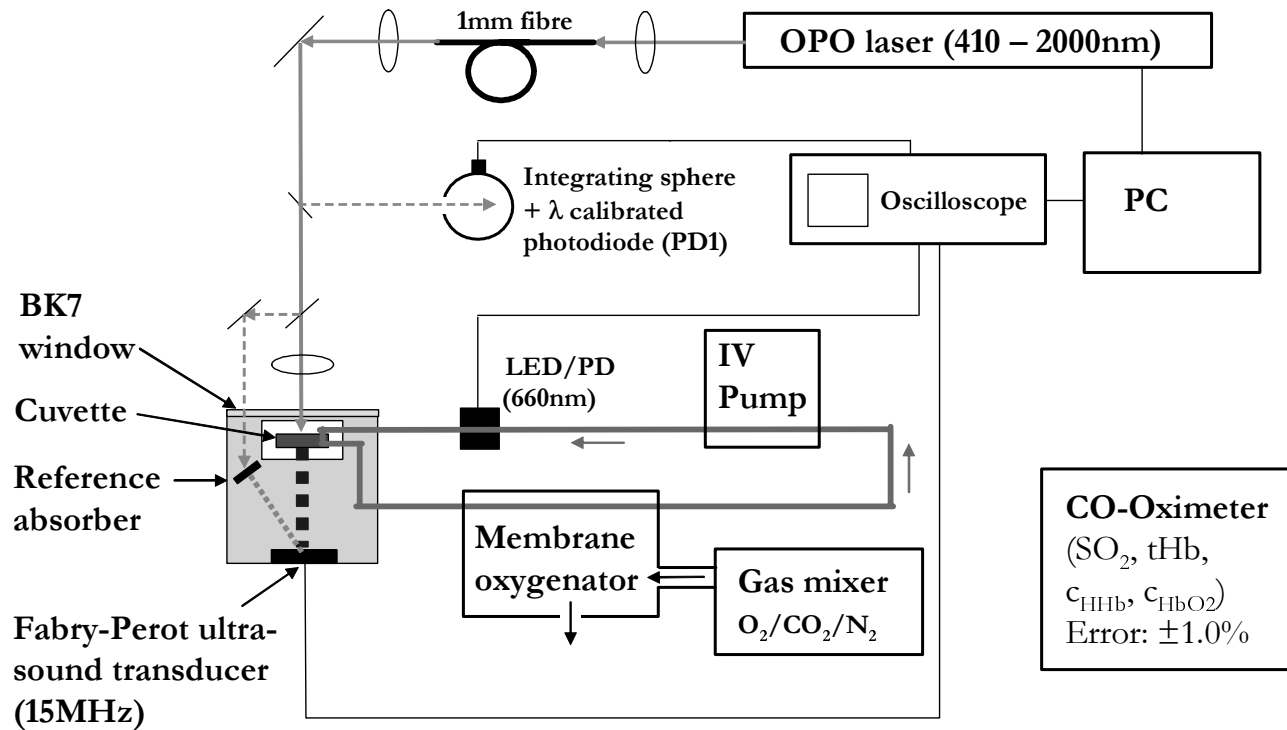 1mm fibre
OPO laser (410 – 2000nm)
Integrating sphere
+ λ calibrated
photodiode (PD1)
Oscilloscope
PC
BK7
window
LED/PD
(660nm)
IV
Pump
Cuvette
Reference
absorber
Membrane
oxygenator
Gas mixer
O₂/CO₂/N₂
CO-Oximeter
(SO₂, tHb,
c_HHb, c_HbO2)
Error: ±1.0%
Fabry-Perot ultra-
sound transducer
(15MHz)